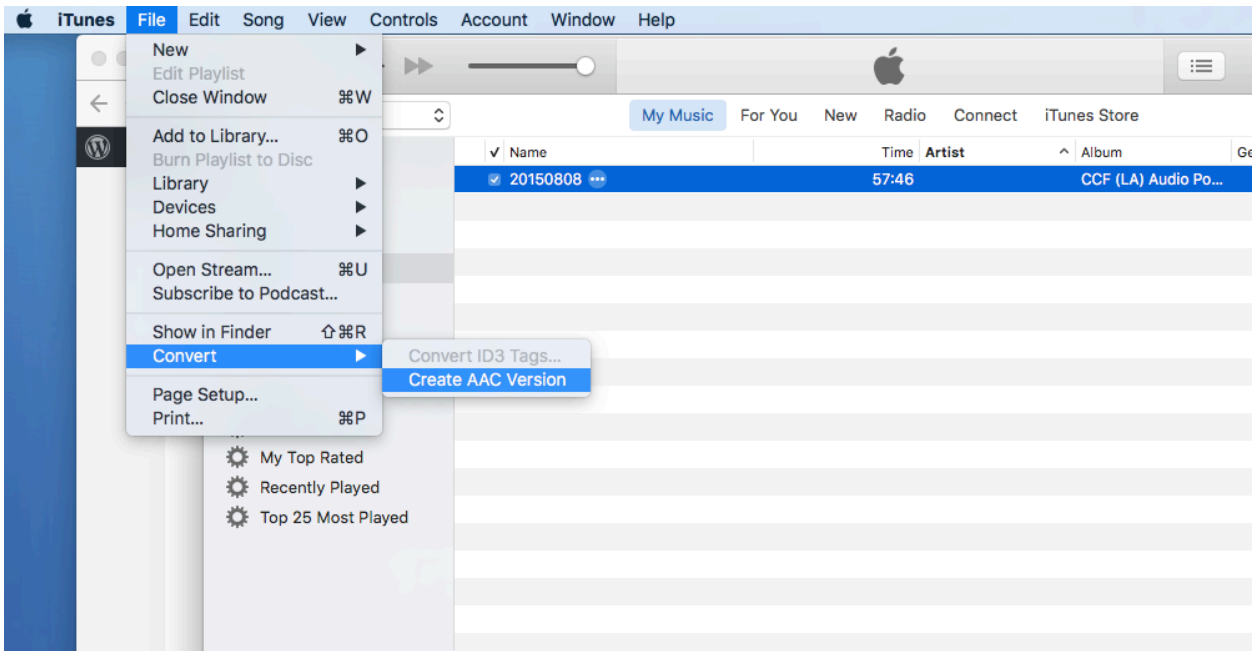 iTunes File Edit Song View Controls Account Window Help
New
Edit Playlist
Close Window ⌘W
Add to Library... ⌘O
Burn Playlist to Disc
Library
Devices
Home Sharing
Open Stream... ⌘U
Subscribe to Podcast...
Show in Finder ⇧⌘R
Convert
Convert ID3 Tags...
Create AAC Version
Page Setup...
Print... ⌘P
My Top Rated
Recently Played
Top 25 Most Played
My Music For You New Radio Connect iTunes Store
✓ Name Time Artist Album Ge
20150808 57:46 CCF (LA) Audio Po...